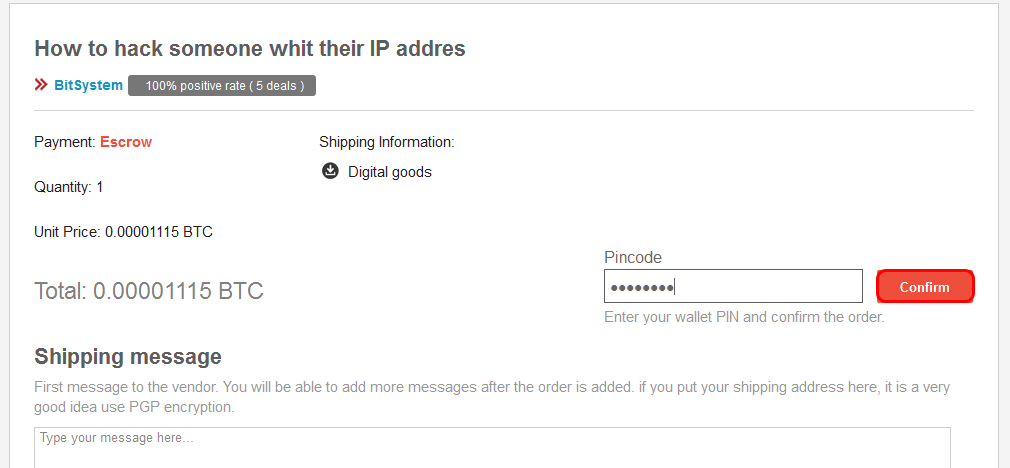 How to hack someone whit their IP addres
BitSystem 100% positive rate ( 5 deals )
Payment: Escrow
Shipping Information:
Digital goods
Quantity: 1
Unit Price: 0.00001115 BTC
Pincode
Total: 0.00001115 BTC
●●●●●●●●
Confirm
Enter your wallet PIN and confirm the order.
Shipping message
First message to the vendor. You will be able to add more messages after the order is added. if you put your shipping address here, it is a very
good idea use PGP encryption.
Type your message here...